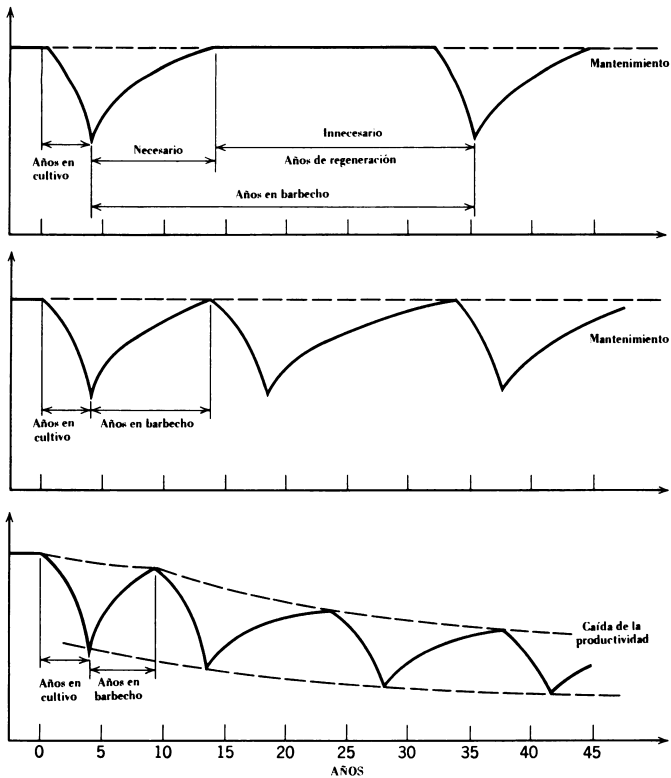 Mantenimiento
Innecesario
Necesario
Años en
cultivo
Años de regeneración
Años en barbecho
Mantenimiento
Años en
cultivo
Años en barbecho
Caída de la
productividad
Años en
cultivo
Años en
barbecho
0 5 10 15 20 25 30 35 40 45
AÑOS